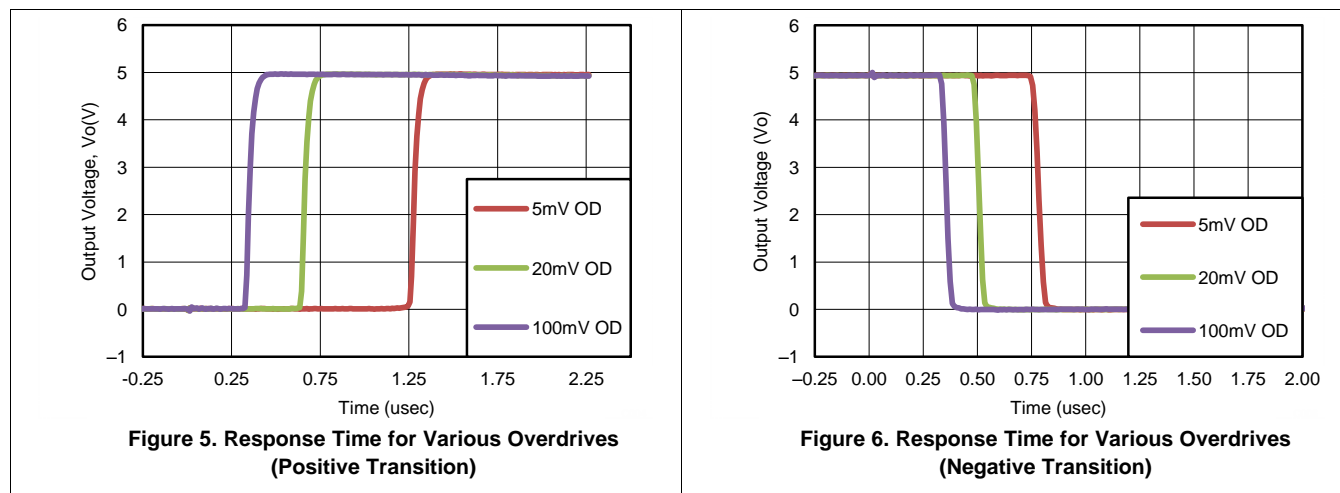 6
5
4
3
2
1
0
–1
Output Voltage, Vo(V)
5mV OD
20mV OD
100mV OD
-0.25 0.25 0.75 1.25 1.75 2.25
Time (usec)
Figure 5. Response Time for Various Overdrives
(Positive Transition)
6
5
4
3
2
1
0
–1
Output Voltage (Vo)
5mV OD
20mV OD
100mV OD
–0.25 0.00 0.25 0.50 0.75 1.00 1.25 1.50 1.75 2.00
Time (usec)
Figure 6. Response Time for Various Overdrives
(Negative Transition)